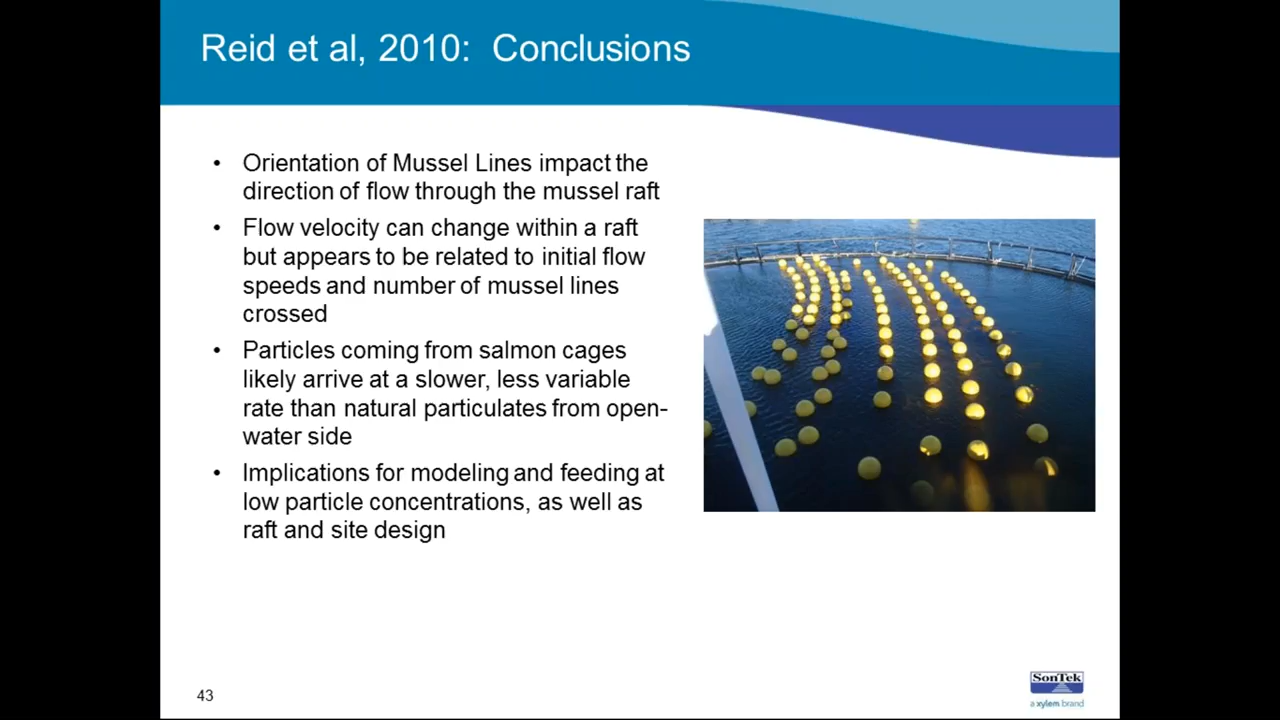 Reid et al, 2010: Conclusions
• Orientation of Mussel Lines impact the
direction of flow through the mussel raft
• Flow velocity can change within a raft
but appears to be related to initial flow
speeds and number of mussel lines
crossed
• Particles coming from salmon cages
likely arrive at a slower, less variable
rate than natural particulates from open-
water side
• Implications for modeling and feeding at
low particle concentrations, as well as
raft and site design
43
SonTek
a xylem brand